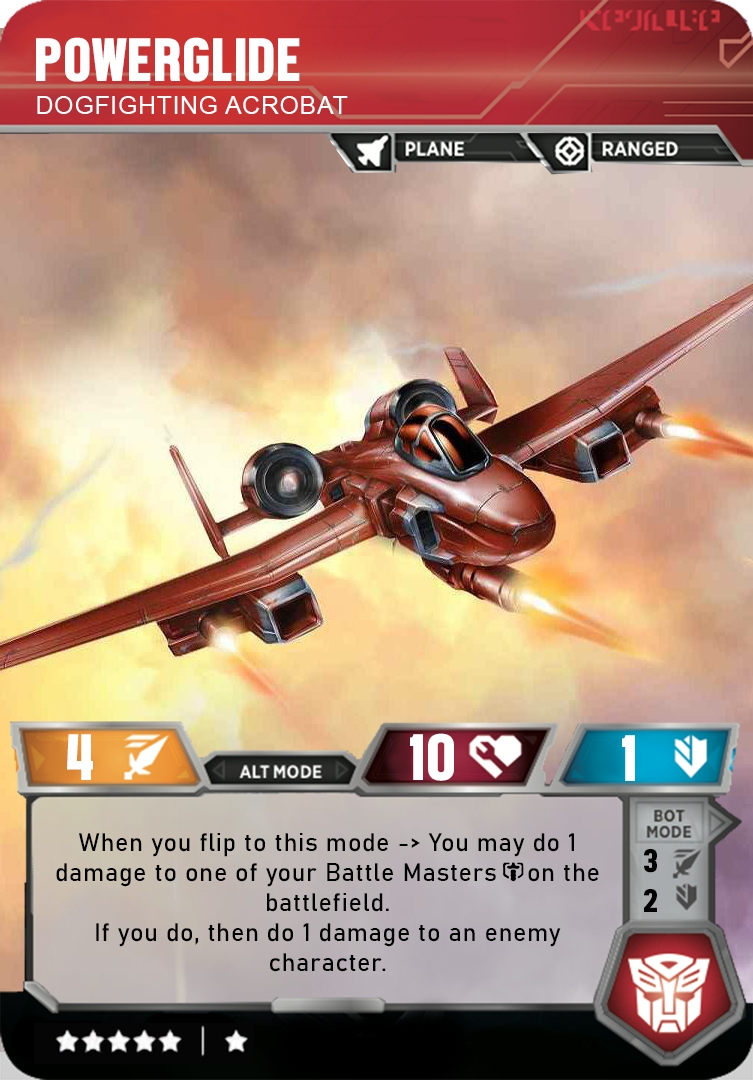 POWERGLIDE
DOGFIGHTING ACROBAT
PLANE
RANGED
4
ALT MODE
10
1
When you flip to this mode -> You may do 1
damage to one of your Battle Masters on the
battlefield.
If you do, then do 1 damage to an enemy
character.
BOT
MODE
3
2